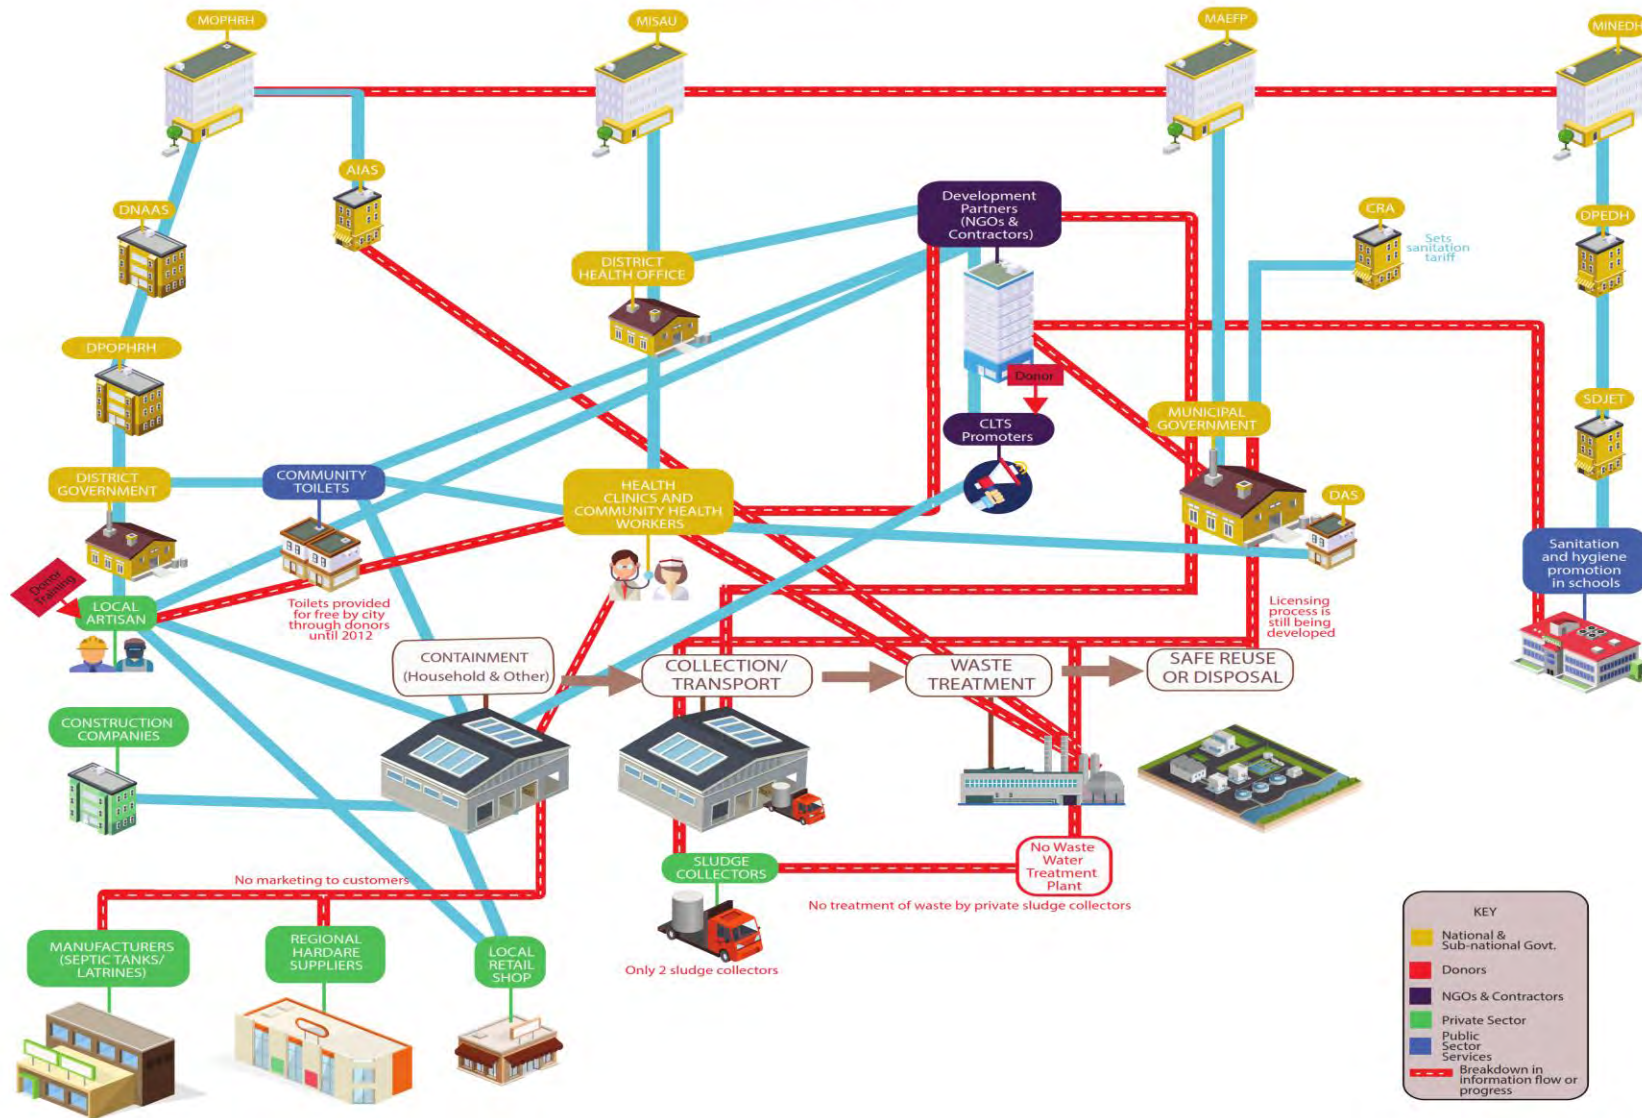 MOPHRH
MISAU
MAEFP
MINEDH
AIAS
DNAAS
Development
Partners
(NGOs &
Contractors)
CRA
Sets
sanitation
tariff
DPEDH
DISTRICT
HEALTH OFFICE
DPOPHRH
Donor
CLTS
Promoters
MUNICIPAL
GOVERNMENT
SDJET
DISTRICT
GOVERNMENT
COMMUNITY
TOILETS
HEALTH
CLINICS AND
COMMUNITY HEALTH
WORKERS
DAS
Sanitation
and hygiene
promotion
in schools
Donor
Training
LOCAL
ARTISAN
Toilets provided
for free by city
through donors
until 2012
Licensing
process is
still being
developed
CONTAINMENT
(Household & Other)
COLLECTION/
TRANSPORT
WASTE
TREATMENT
SAFE REUSE
OR DISPOSAL
CONSTRUCTION
COMPANIES
No Waste
Water
Treatment
Plant
SLUDGE
COLLECTORS
No marketing to customers
No treatment of waste by private sludge collectors
MANUFACTURERS
(SEPTIC TANKS/
LATRINES)
REGIONAL
HARDARE
SUPPLIERS
LOCAL
RETAIL
SHOP
Only 2 sludge collectors
KEY
National &
Sub-national Govt.
Donors
NGOs & Contractors
Private Sector
Public
Sector
Services
Breakdown in
information flow or
progress